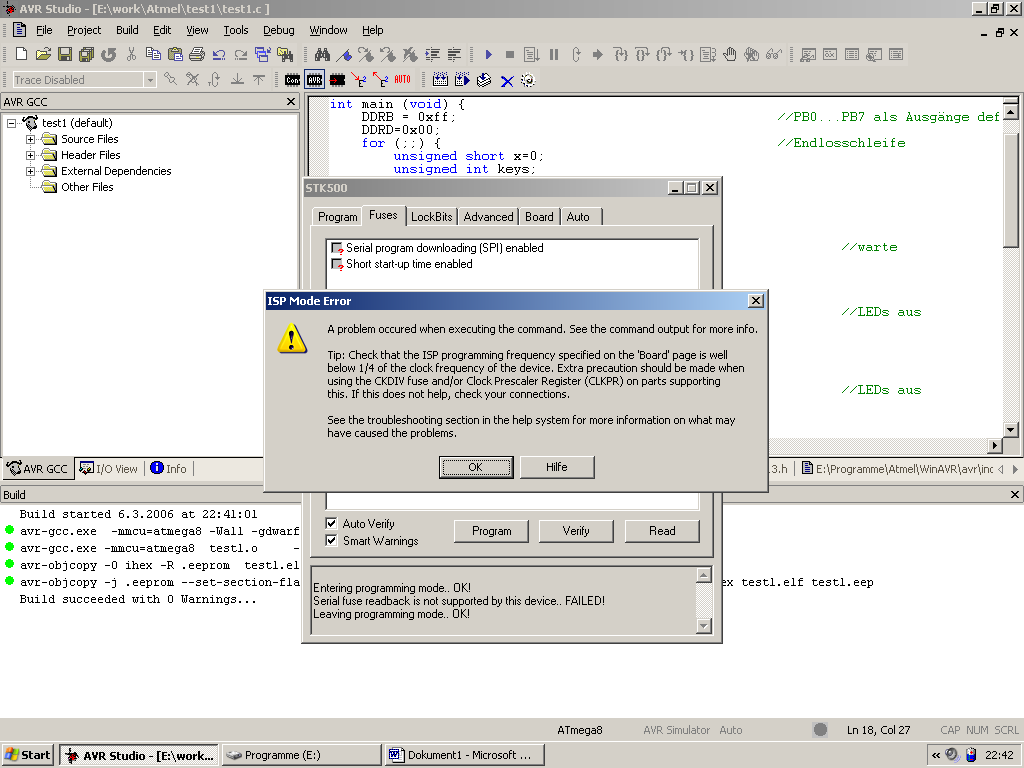 AVR Studio - [E:\work\Atmel\test1\test1.c ]
File Project Build Edit View Tools Debug Window Help
Trace Disabled
Con AVR AUTO
AVR GCC
test1 (default)
Source Files
Header Files
External Dependencies
Other Files
int main (void) {
DDRB = 0xff; //PB0...PB7 als Ausgänge def
DDRD=0x00;
for (;;) { //Endlosschleife
unsigned short x=0;
unsigned int keys;
//warte
//LEDs aus
//LEDs aus
STK500
Program Fuses LockBits Advanced Board Auto
Serial program downloading (SPI) enabled
Short start-up time enabled
ISP Mode Error
A problem occured when executing the command. See the command output for more info.
Tip: Check that the ISP programming frequency specified on the 'Board' page is well
below 1/4 of the clock frequency of the device. Extra precaution should be made when
using the CKDIV fuse and/or Clock Prescaler Register (CLKPR) on parts supporting
this. If this does not help, check your connections.
See the troubleshooting section in the help system for more information on what may
have caused the problems.
OK Hilfe
AVR GCC I/O View Info
3.h E:\Programme\Atmel\WinAVR\avr\inc
Auto Verify
Smart Warnings
Program Verify Read
Entering programming mode.. OK!
Serial fuse readback is not supported by this device.. FAILED!
Leaving programming mode.. OK!
Build
Build started 6.3.2006 at 22:41:01
avr-gcc.exe -mmcu=atmega8 -Wall -gdwarf
avr-gcc.exe -mmcu=atmega8 test1.o -
avr-objcopy -O ihex -R .eeprom test1.el
avr-objcopy -j .eeprom --set-section-fla ex test1.elf test1.eep
Build succeeded with 0 Warnings...
ATmega8 AVR Simulator Auto Ln 18, Col 27 CAP NUM SCRL
Start AVR Studio - [E:\work... Programme (E:) Dokument1 - Microsoft ... « 22:42